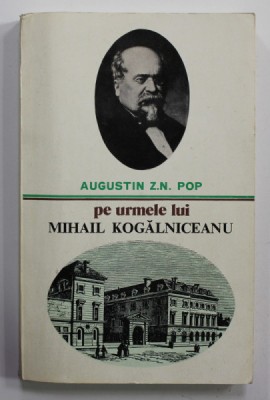 AUGUSTIN Z.N. POP
pe urmele lui
MIHAIL KOGĂLNICEANU